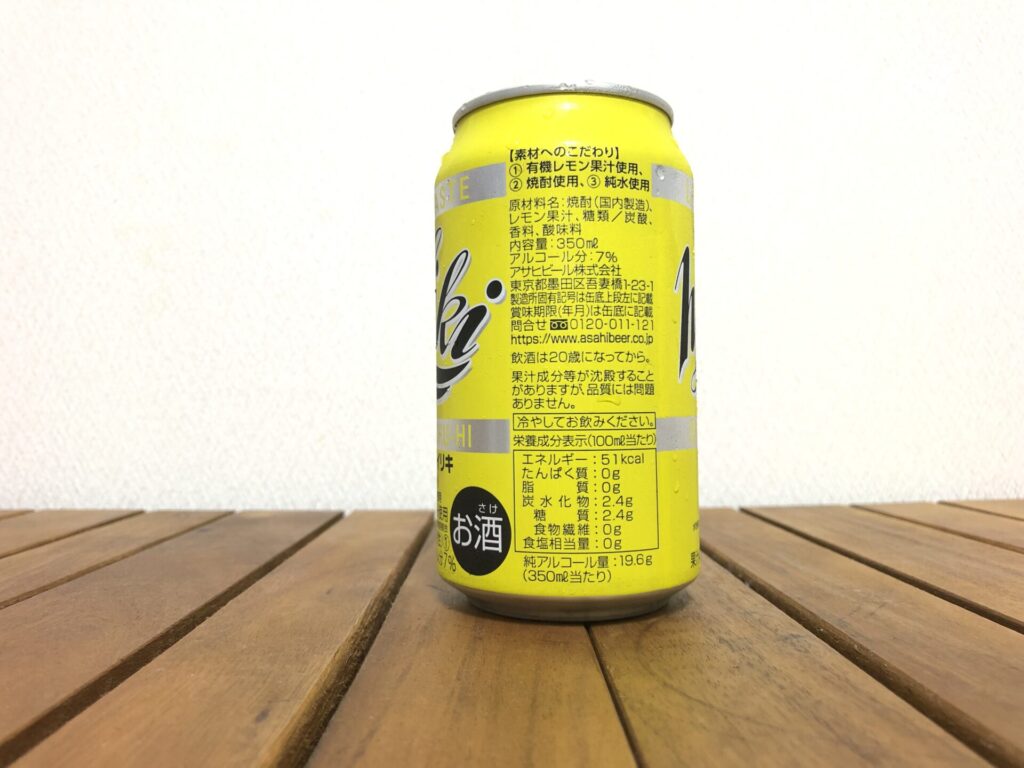 【素材へのこだわり】
① 有機レモン果汁使用、
② 焼酎使用、③ 純水使用
原材料名：焼酎（国内製造）、
レモン果汁、糖類／炭酸、
香料、酸味料
内容量：350㎖
アルコール分：7%
アサヒビール株式会社
東京都墨田区吾妻橋1-23-1
製造所固有記号は缶底上段左に記載
賞味期限(年月)は缶底に記載
問合せ 0120-011-121
https://www.asahibeer.co.jp
飲酒は20歳になってから。
果汁成分等が沈殿すること
がありますが、品質には問題
ありません。
冷やしてお飲みください。
栄養成分表示(100㎖当たり)
エネルギー：51kcal
たんぱく質：0g
脂質：0g
炭水化物：2.4g
糖質：2.4g
食物繊維：0g
食塩相当量：0g
純アルコール量：19.6g
(350㎖当たり)
さけ
お酒
HU-HI
リキ
7%